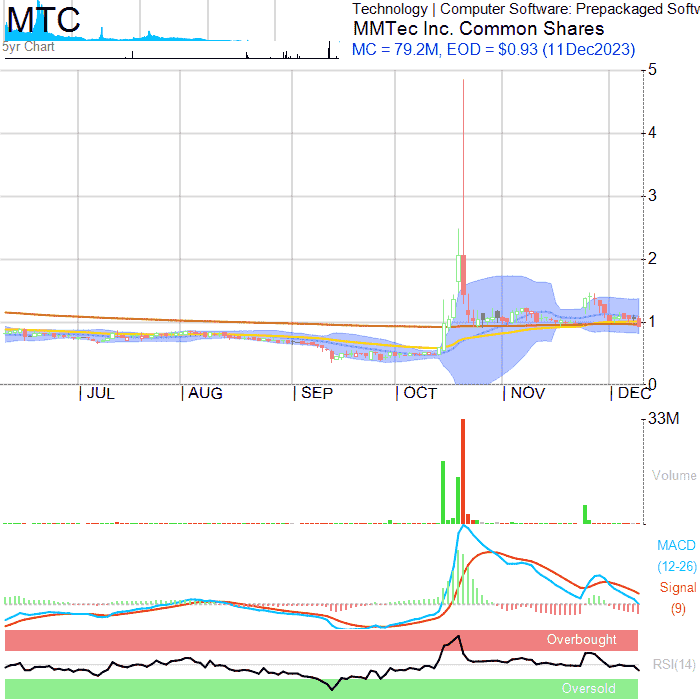 MTC
Technology | Computer Software: Prepackaged Softw
MMTec Inc. Common Shares
5yr Chart
MC = 79.2M, EOD = $0.93 (11Dec2023)
5
4
3
2
1
0
JUL AUG SEP OCT NOV DEC
33M
Volume
MACD
(12-26)
Signal
(9)
Overbought
RSI(14)
Oversold